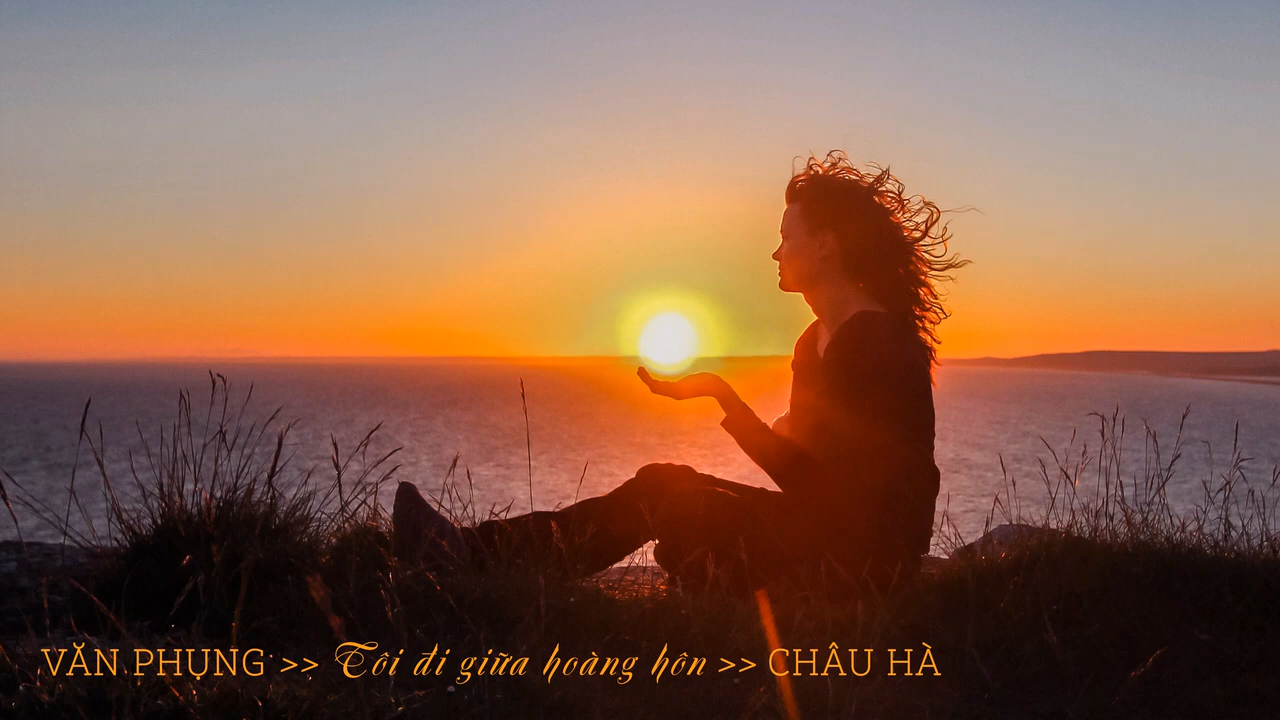 VĂN PHỤNG >> Tôi đi giữa hoàng hôn >> CHÂU HÀ